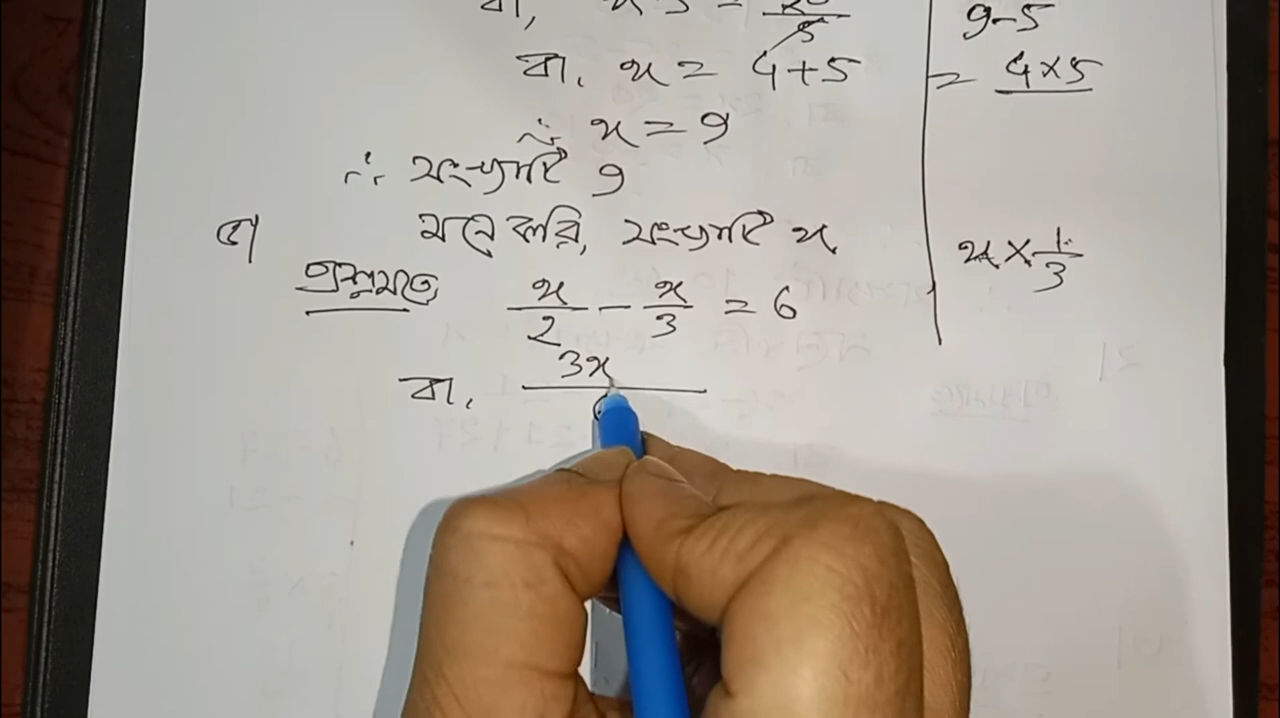 বা, x =
বা, x = 4+5
∴ x = 9
∴ সংখ্যাটি 9
৩। মনে করি, সংখ্যাটি x
প্রশ্নমতে, x/2 − x/3 = 6
বা, 3x
9-5
= 4×5
x × 1/3